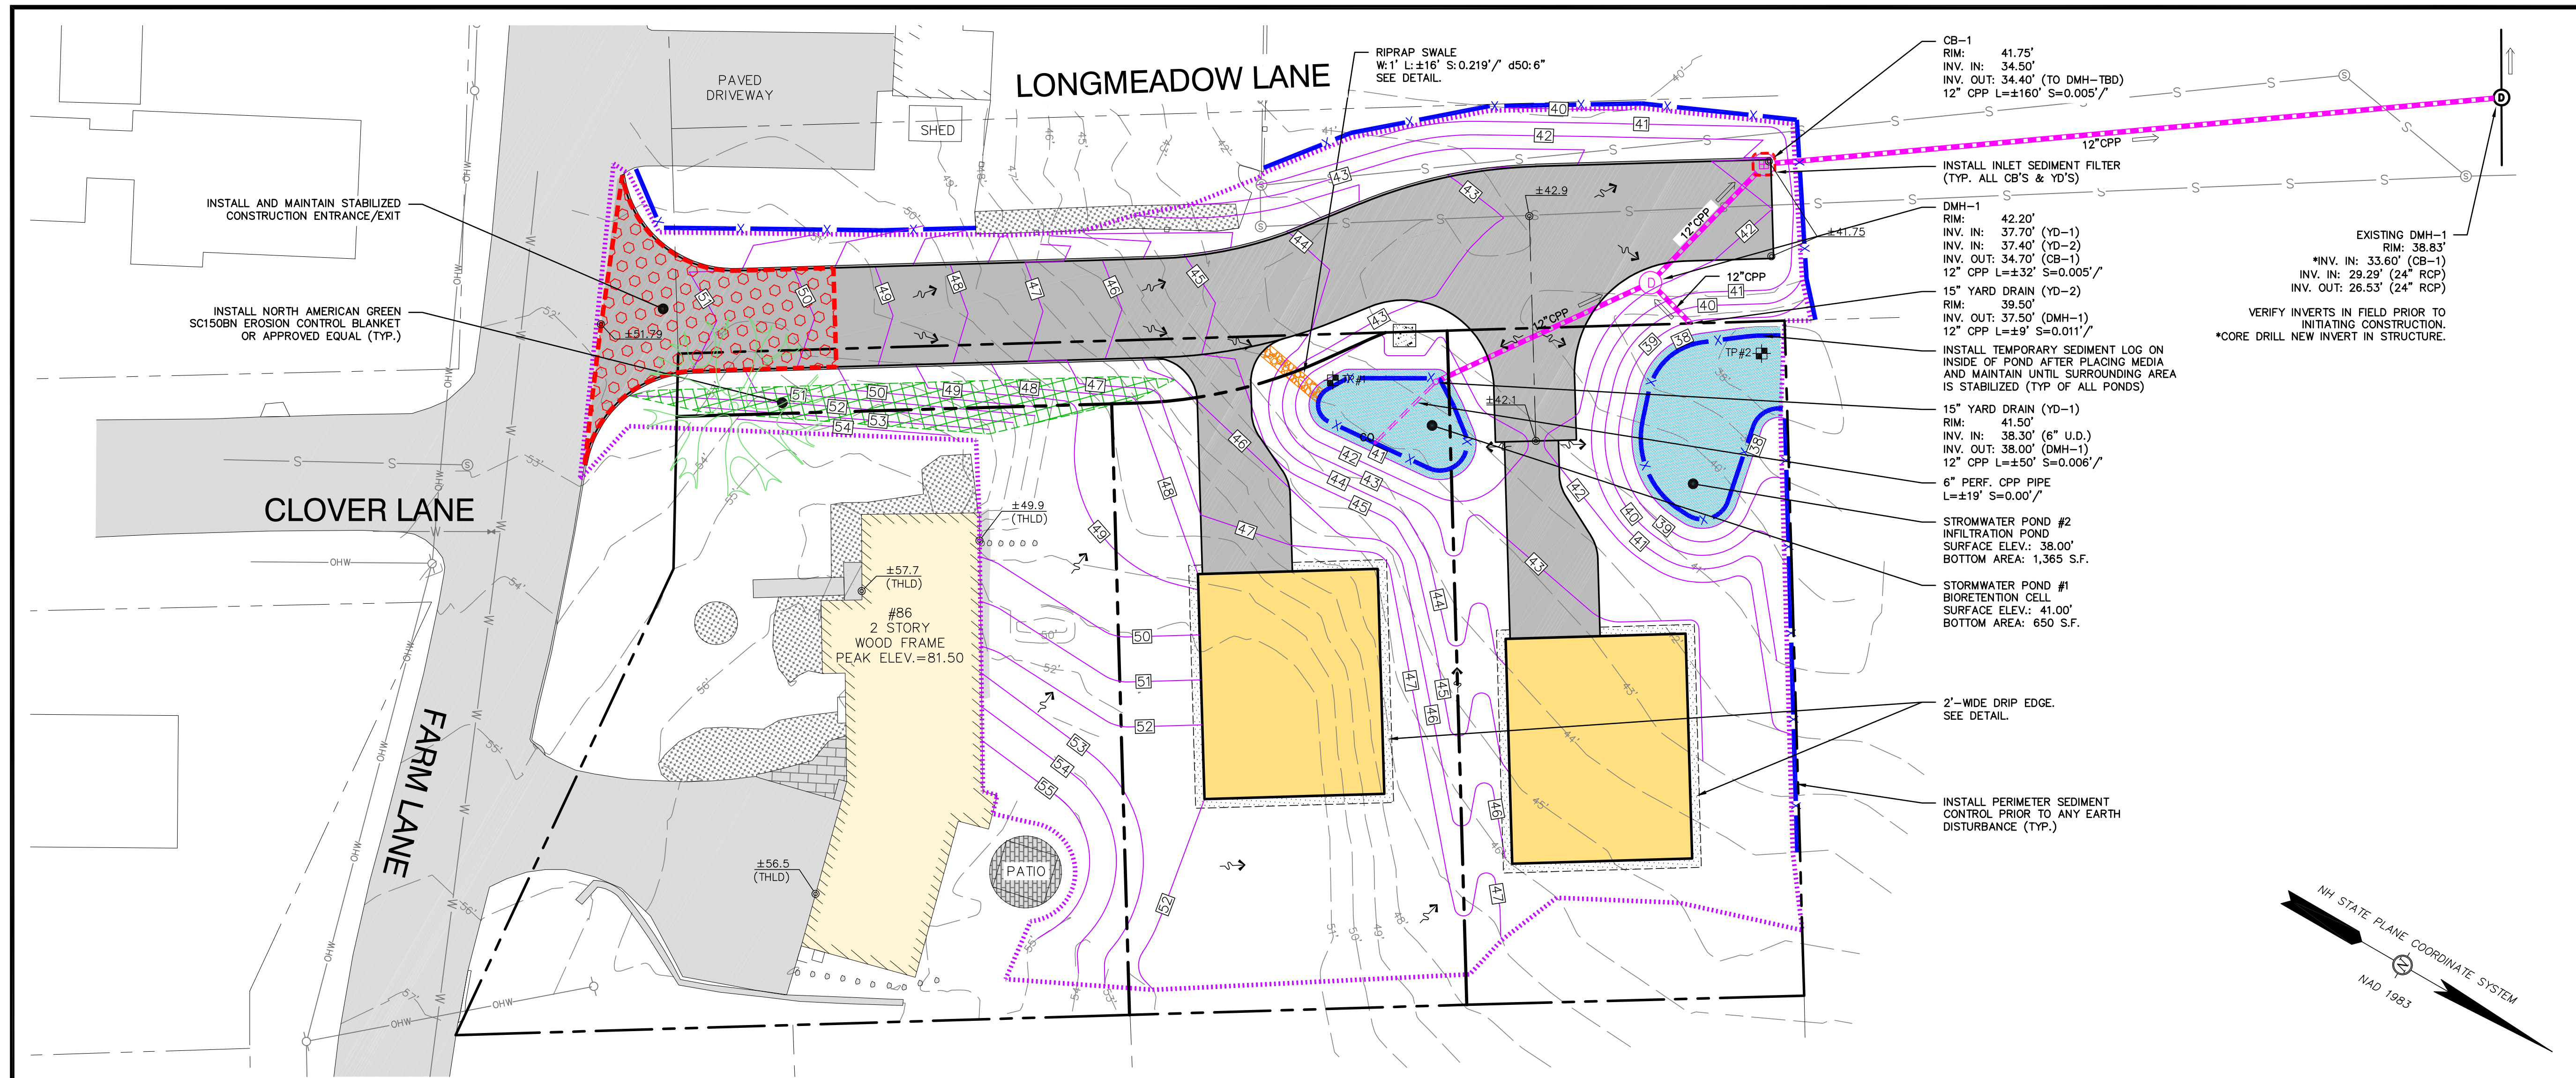 PAVED
DRIVEWAY
SHED
LONGMEADOW LANE
RIPRAP SWALE
W:1' L:±16' S:0.219'/' d50:6"
SEE DETAIL.
CB-1
RIM: 41.75'
INV. IN: 34.50'
INV. OUT: 34.40' (TO DMH-TBD)
12" CPP L=±160' S=0.005'/'
INSTALL INLET SEDIMENT FILTER
(TYP. ALL CB'S & YD'S)
DMH-1
RIM: 42.20'
INV. IN: 37.70' (YD-1)
INV. IN: 37.40' (YD-2)
INV. OUT: 34.70' (CB-1)
12" CPP L=±32' S=0.005'/'
15" YARD DRAIN (YD-2)
RIM: 39.50'
INV. OUT: 37.50' (DMH-1)
12" CPP L=±9' S=0.011'/'
INSTALL TEMPORARY SEDIMENT LOG ON
INSIDE OF POND AFTER PLACING MEDIA
AND MAINTAIN UNTIL SURROUNDING AREA
IS STABILIZED (TYP OF ALL PONDS)
15" YARD DRAIN (YD-1)
RIM: 41.50'
INV. IN: 38.30' (6" U.D.)
INV. OUT: 38.00' (DMH-1)
12" CPP L=±50' S=0.006'/'
6" PERF. CPP PIPE
L=±19' S=0.00'/'
STROMWATER POND #2
INFILTRATION POND
SURFACE ELEV.: 38.00'
BOTTOM AREA: 1,365 S.F.
STORMWATER POND #1
BIORETENTION CELL
SURFACE ELEV.: 41.00'
BOTTOM AREA: 650 S.F.
2'-WIDE DRIP EDGE.
SEE DETAIL.
INSTALL PERIMETER SEDIMENT
CONTROL PRIOR TO ANY EARTH
DISTURBANCE (TYP.)
EXISTING DMH-1
RIM: 38.83'
*INV. IN: 33.60' (CB-1)
INV. IN: 29.29' (24" RCP)
INV. OUT: 26.53' (24" RCP)
VERIFY INVERTS IN FIELD PRIOR TO
INITIATING CONSTRUCTION.
*CORE DRILL NEW INVERT IN STRUCTURE.
INSTALL AND MAINTAIN STABILIZED
CONSTRUCTION ENTRANCE/EXIT
INSTALL NORTH AMERICAN GREEN
SC150BN EROSION CONTROL BLANKET
OR APPROVED EQUAL (TYP.)
CLOVER LANE
FARM LANE
12"CPP
12"CPP
12"CPP
12"CPP
±42.9
±41.75
±51.79
±42.1
TP#2
CO
±49.9
(THLD)
±57.7
(THLD)
#86
2 STORY
WOOD FRAME
PEAK ELEV.=81.50
±56.5
(THLD)
PATIO
OHW
OHW
OHW
OHW
NH STATE PLANE COORDINATE SYSTEM
NAD 1983
N